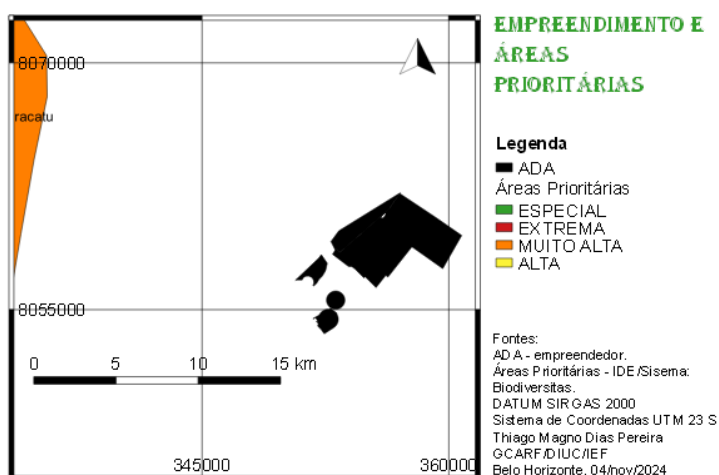 EMPREENDIMENTO E
ÁREAS
PRIORITÁRIAS
8070000
racatu
Legenda
ADA
Áreas Prioritárias
ESPECIAL
EXTREMA
MUITO ALTA
ALTA
8055000
0 5 10 15 km
345000 360000
Fontes:
ADA - empreendedor.
Áreas Prioritárias - IDE/Sisema:
Biodiversitas.
DATUM SIRGAS 2000
Sistema de Coordenadas UTM 23 S
Thiago Magno Dias Pereira
GCARF/DIUC/IEF
Belo Horizonte, 04/nov/2024